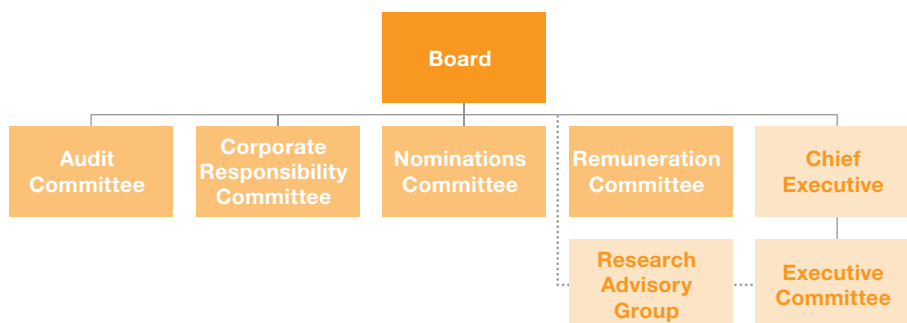 Board
Audit
Committee
Corporate
Responsibility
Committee
Nominations
Committee
Remuneration
Committee
Chief
Executive
Research
Advisory
Group
Executive
Committee